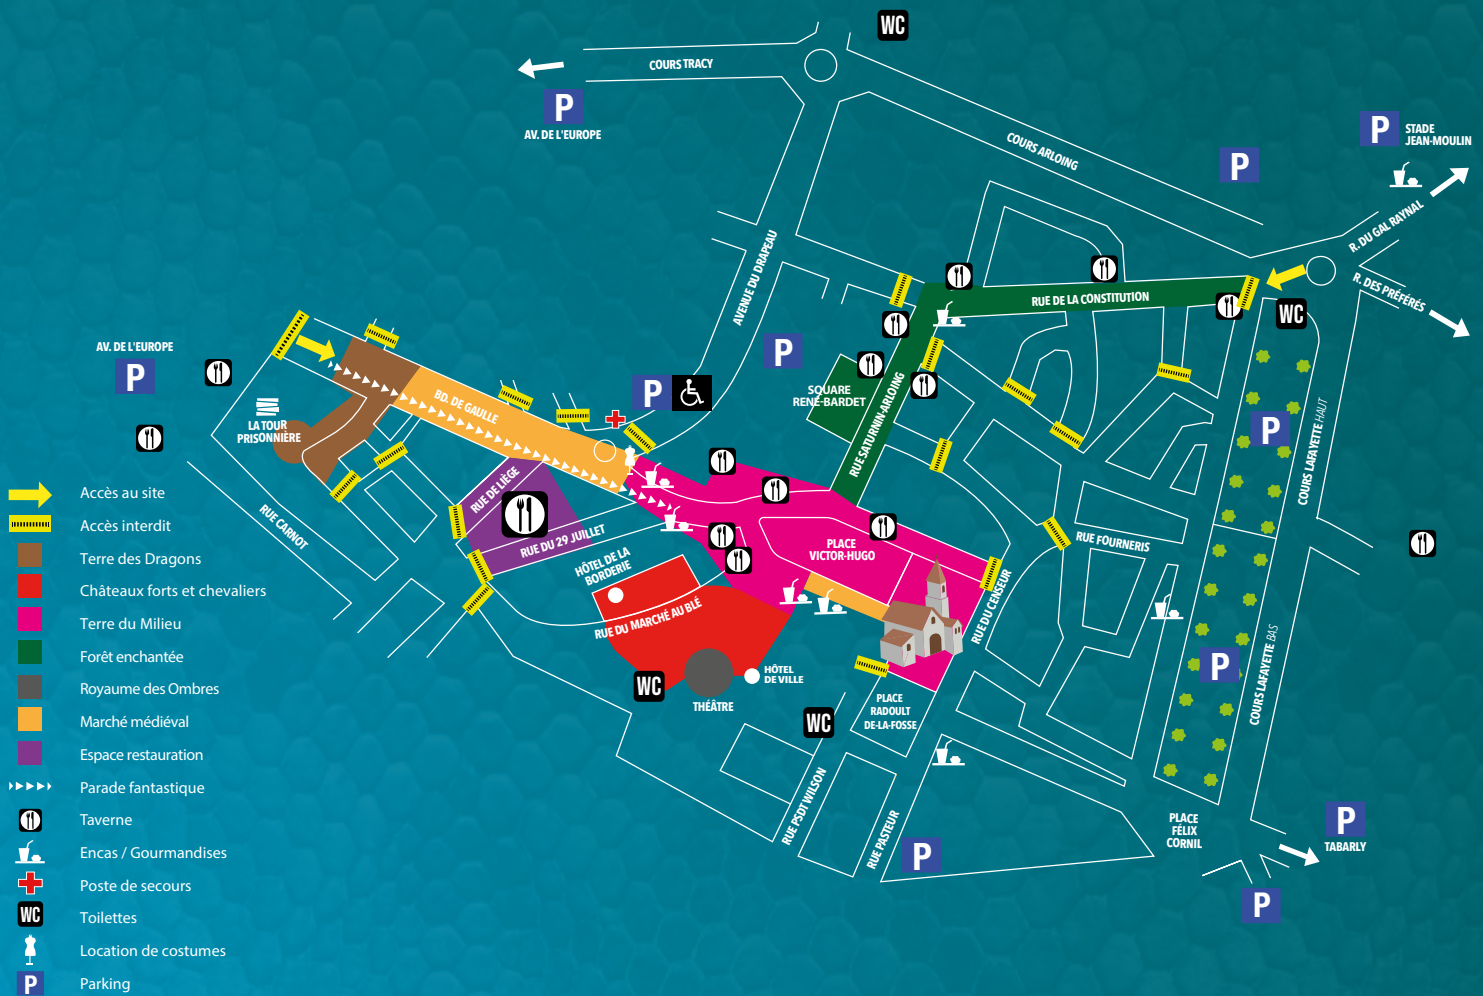 WC
COURS TRACY
P
AV. DE L'EUROPE
COURS ARLOING
P
P
STADE
JEAN-MOULIN
R. DU GAL RAYNAL
R. DES PRÉFÉRÉS
AVENUE DU DRAPEAU
RUE DE LA CONSTITUTION
WC
AV. DE L'EUROPE
P
P
P
BD. DE GAULLE
SQUARE
RENÉ-BARDET
RUE SATURNIN-ARLOING
LA TOUR
PRISONNIÈRE
P
COURS LAFAYETTE HAUT
RUE DE LIÈGE
RUE CARNOT
RUE DU 29 JUILLET
PLACE
VICTOR-HUGO
RUE FOURNERIS
HÔTEL DE LA
BORDERIE
RUE DU MARCHÉ AU BLÉ
RUE DU CENSEUR
P
COURS LAFAYETTE BAS
WC
HÔTEL
DE VILLE
THÉÂTRE
PLACE
RADOULT
DE-LA-FOSSE
WC
RUE PSDT WILSON
RUE PASTEUR
P
PLACE
FÉLIX
CORNIL
P
TABARLY
P
Accès au site
Accès interdit
Terre des Dragons
Châteaux forts et chevaliers
Terre du Milieu
Forêt enchantée
Royaume des Ombres
Marché médiéval
Espace restauration
Parade fantastique
Taverne
Encas / Gourmandises
Poste de secours
WC Toilettes
Location de costumes
P Parking